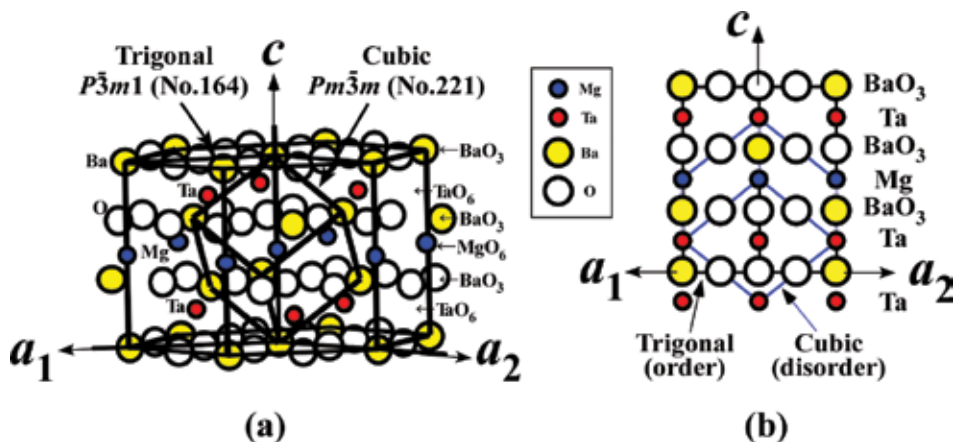 Trigonal
P3̄m1 (No.164)
c
Cubic
Pm3̄m (No.221)
Ba
BaO3
Ta
TaO6
O
BaO3
Mg
MgO6
BaO3
Ta
TaO6
a1
a2
(a)
Mg
Ta
Ba
O
c
BaO3
Ta
BaO3
Mg
BaO3
Ta
a1
a2
Ta
Trigonal
(order)
Cubic
(disorder)
(b)